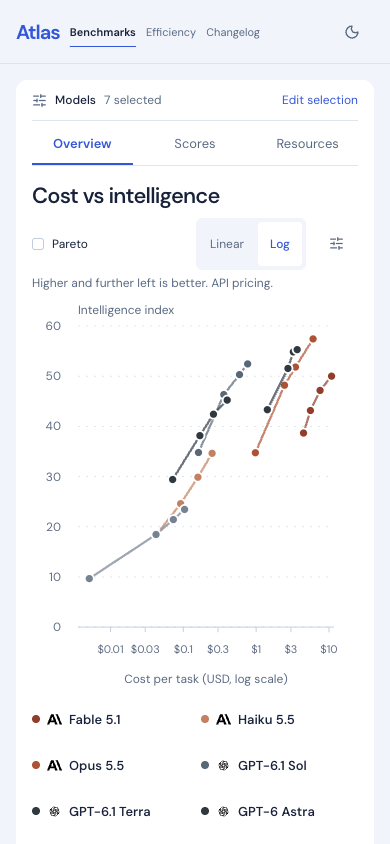 Atlas Benchmarks Efficiency Changelog
Models 7 selected Edit selection
Overview Scores Resources
Cost vs intelligence
Pareto Linear Log
Higher and further left is better. API pricing.
Intelligence index
60
50
40
30
20
10
0
$0.01 $0.03 $0.1 $0.3 $1 $3 $10
Cost per task (USD, log scale)
Fable 5.1 Haiku 5.5
Opus 5.5 GPT-6.1 Sol
GPT-6.1 Terra GPT-6 Astra